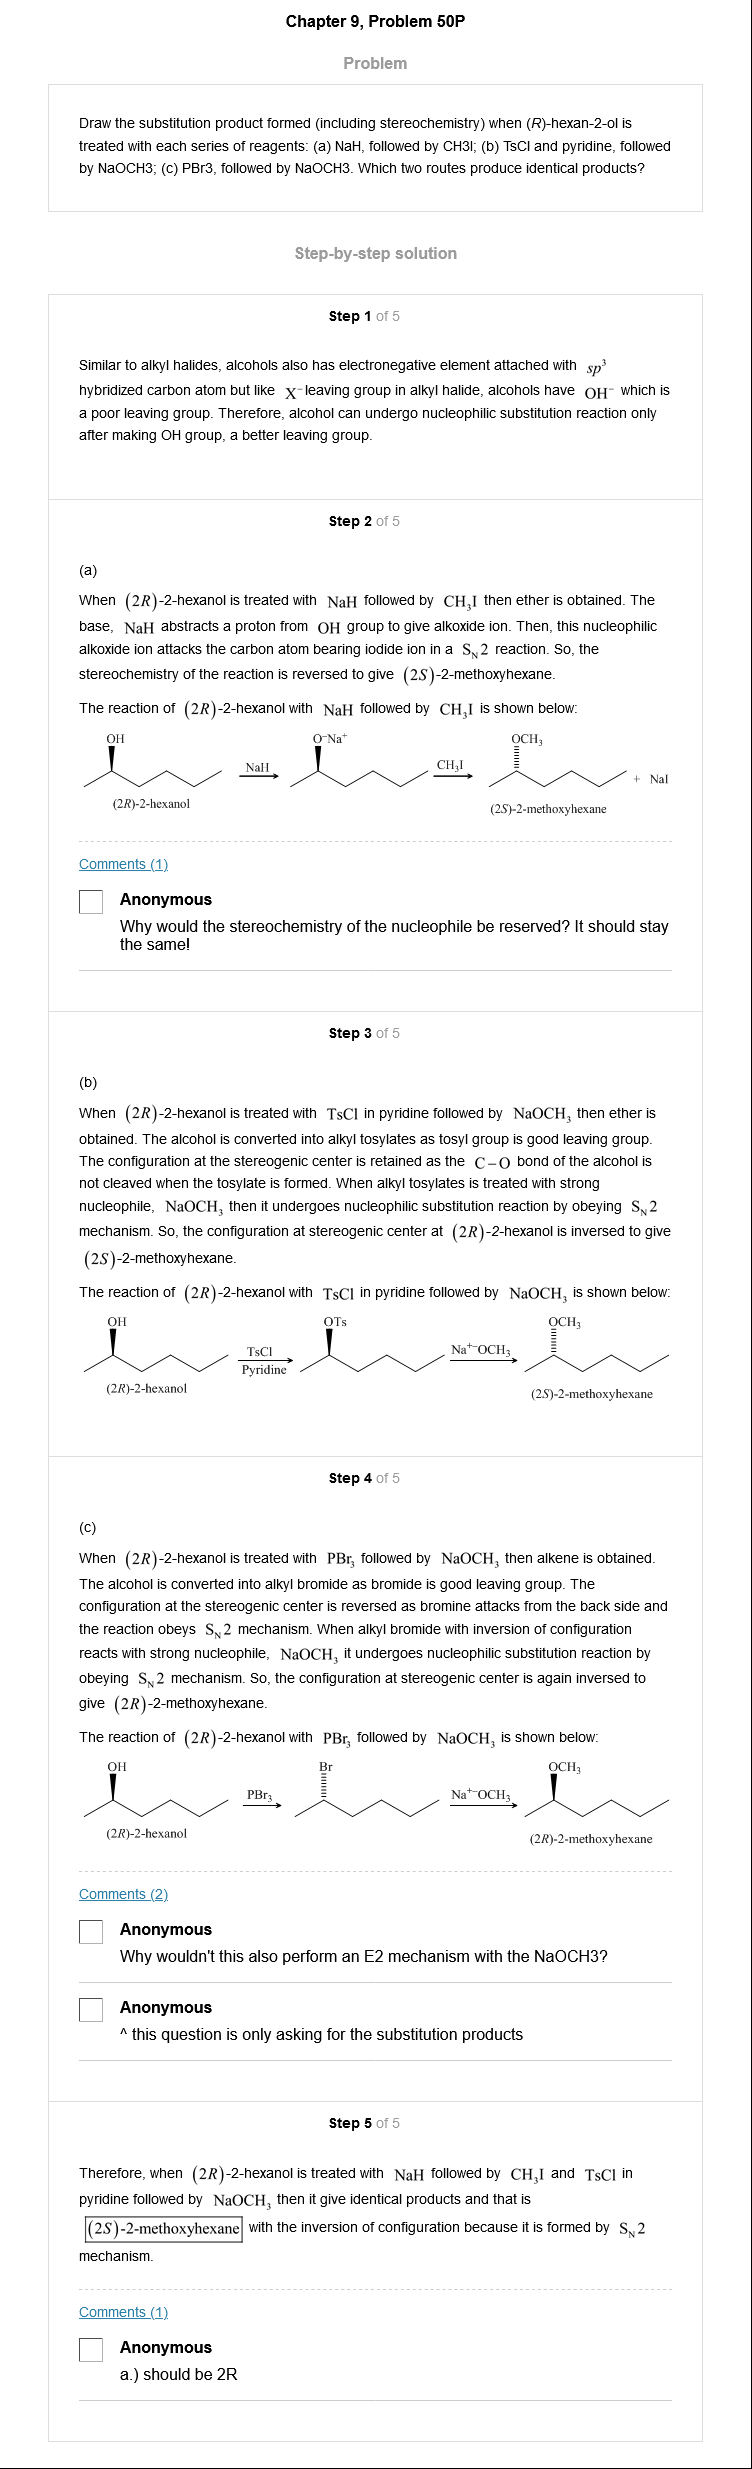 Chapter 9, Problem 50P
Problem
Draw the substitution product formed (including stereochemistry) when (R)-hexan-2-ol is
treated with each series of reagents: (a) NaH, followed by CH3I; (b) TsCl and pyridine, followed
by NaOCH3; (c) PBr3, followed by NaOCH3. Which two routes produce identical products?
Step-by-step solution
Step 1 of 5
Similar to alkyl halides, alcohols also has electronegative element attached with sp³
hybridized carbon atom but like X⁻ leaving group in alkyl halide, alcohols have OH⁻ which is
a poor leaving group. Therefore, alcohol can undergo nucleophilic substitution reaction only
after making OH group, a better leaving group.
Step 2 of 5
(a)
When (2R)-2-hexanol is treated with NaH followed by CH₃I then ether is obtained. The
base, NaH abstracts a proton from OH group to give alkoxide ion. Then, this nucleophilic
alkoxide ion attacks the carbon atom bearing iodide ion in a S_N2 reaction. So, the
stereochemistry of the reaction is reversed to give (2S)-2-methoxyhexane.
The reaction of (2R)-2-hexanol with NaH followed by CH₃I is shown below:
OH O⁻Na⁺ OCH₃
NaH CH₃I + NaI
(2R)-2-hexanol (2S)-2-methoxyhexane
Comments (1)
Anonymous
Why would the stereochemistry of the nucleophile be reserved? It should stay
the same!
Step 3 of 5
(b)
When (2R)-2-hexanol is treated with TsCl in pyridine followed by NaOCH₃ then ether is
obtained. The alcohol is converted into alkyl tosylates as tosyl group is good leaving group.
The configuration at the stereogenic center is retained as the C–O bond of the alcohol is
not cleaved when the tosylate is formed. When alkyl tosylates is treated with strong
nucleophile, NaOCH₃ then it undergoes nucleophilic substitution reaction by obeying S_N2
mechanism. So, the configuration at stereogenic center at (2R)-2-hexanol is inversed to give
(2S)-2-methoxyhexane.
The reaction of (2R)-2-hexanol with TsCl in pyridine followed by NaOCH₃ is shown below:
OH OTs OCH₃
TsCl Na⁺⁻OCH₃
Pyridine
(2R)-2-hexanol (2S)-2-methoxyhexane
Step 4 of 5
(c)
When (2R)-2-hexanol is treated with PBr₃ followed by NaOCH₃ then alkene is obtained.
The alcohol is converted into alkyl bromide as bromide is good leaving group. The
configuration at the stereogenic center is reversed as bromine attacks from the back side and
the reaction obeys S_N2 mechanism. When alkyl bromide with inversion of configuration
reacts with strong nucleophile, NaOCH₃ it undergoes nucleophilic substitution reaction by
obeying S_N2 mechanism. So, the configuration at stereogenic center is again inversed to
give (2R)-2-methoxyhexane.
The reaction of (2R)-2-hexanol with PBr₃ followed by NaOCH₃ is shown below:
OH Br OCH₃
PBr₃ Na⁺⁻OCH₃
(2R)-2-hexanol (2R)-2-methoxyhexane
Comments (2)
Anonymous
Why wouldn't this also perform an E2 mechanism with the NaOCH3?
Anonymous
^ this question is only asking for the substitution products
Step 5 of 5
Therefore, when (2R)-2-hexanol is treated with NaH followed by CH₃I and TsCl in
pyridine followed by NaOCH₃ then it give identical products and that is
(2S)-2-methoxyhexane with the inversion of configuration because it is formed by S_N2
mechanism.
Comments (1)
Anonymous
a.) should be 2R